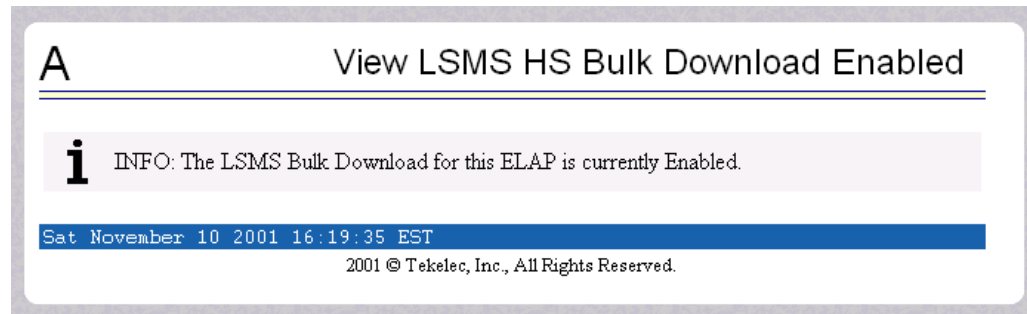 A View LSMS HS Bulk Download Enabled
i INFO: The LSMS Bulk Download for this ELAP is currently Enabled.
Sat November 10 2001 16:19:35 EST
2001 © Tekelec, Inc., All Rights Reserved.